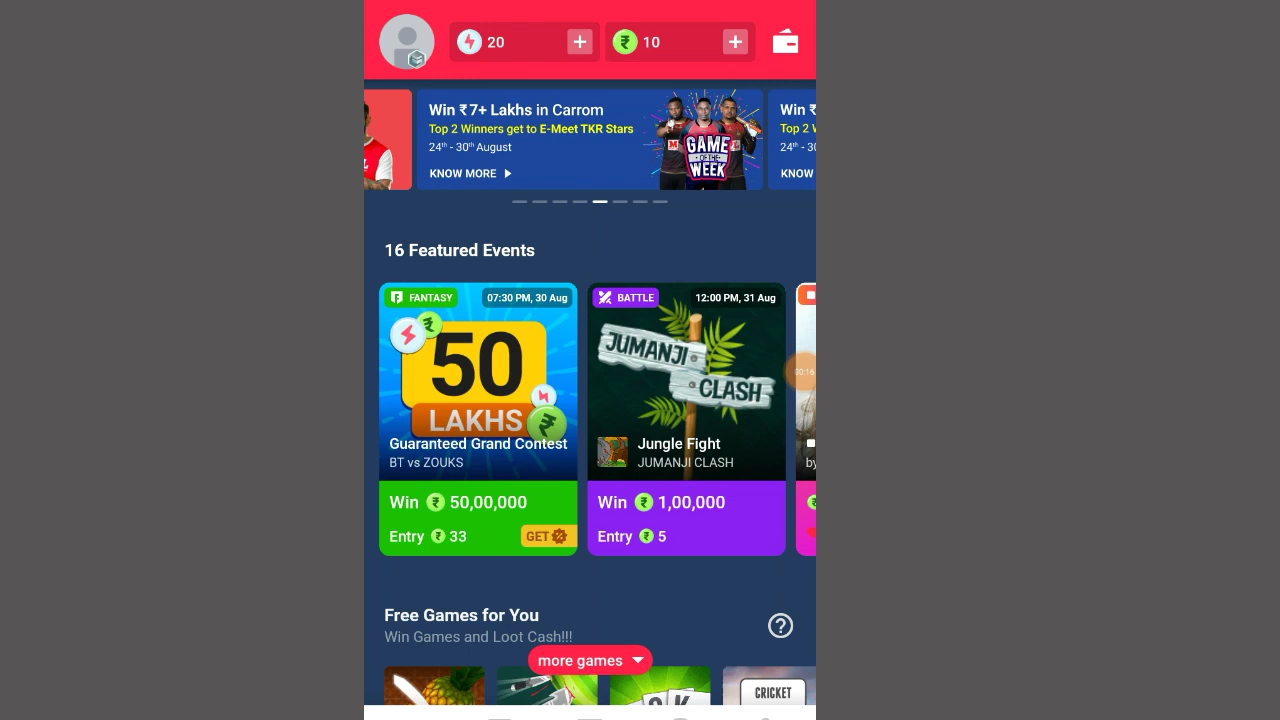 20
10
Win ₹7+ Lakhs in Carrom
Top 2 Winners get to E-Meet TKR Stars
24th - 30th August
KNOW MORE
GAME
OF THE
WEEK
Win ₹
Top 2
24th - 30
KNOW
16 Featured Events
FANTASY
07:30 PM, 30 Aug
50
LAKHS
Guaranteed Grand Contest
BT vs ZOUKS
Win ₹ 50,00,000
Entry ₹ 33
GET
BATTLE
12:00 PM, 31 Aug
JUMANJI
CLASH
Jungle Fight
JUMANJI CLASH
Win ₹ 1,00,000
Entry ₹ 5
00:16
by
Free Games for You
Win Games and Loot Cash!!!
more games
CRICKET